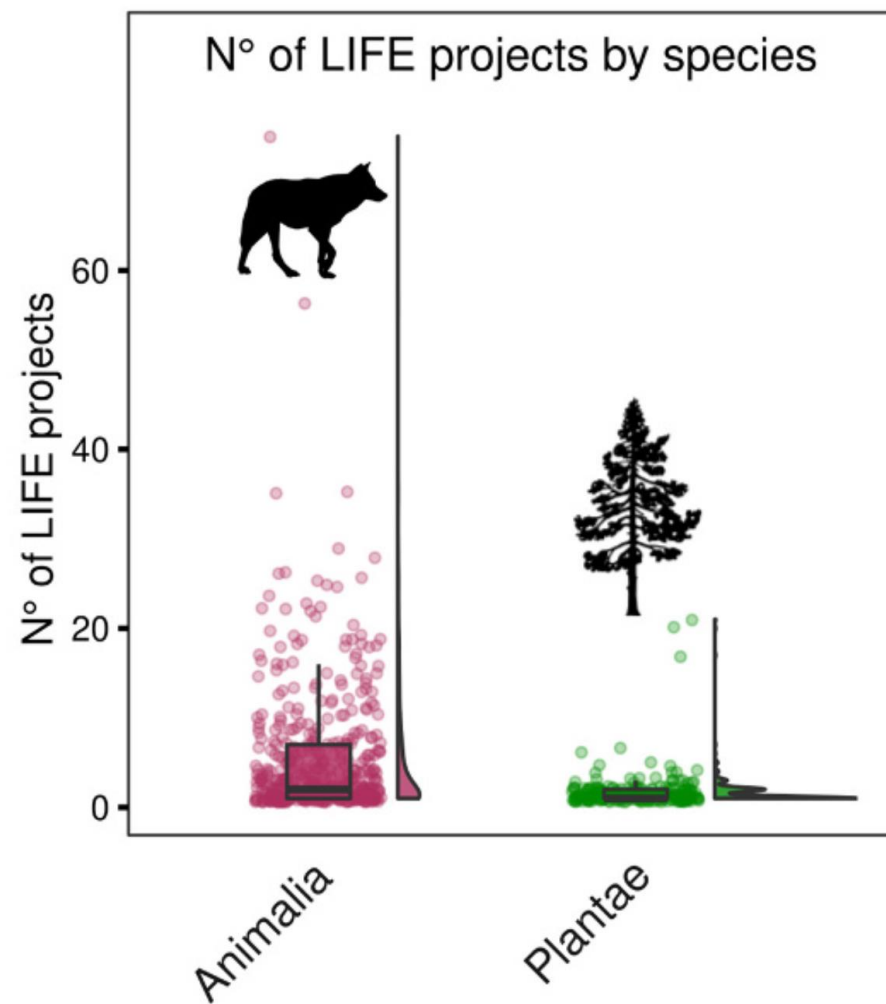 N° of LIFE projects by species
N° of LIFE projects
60
40
20
0
Animalia
Plantae